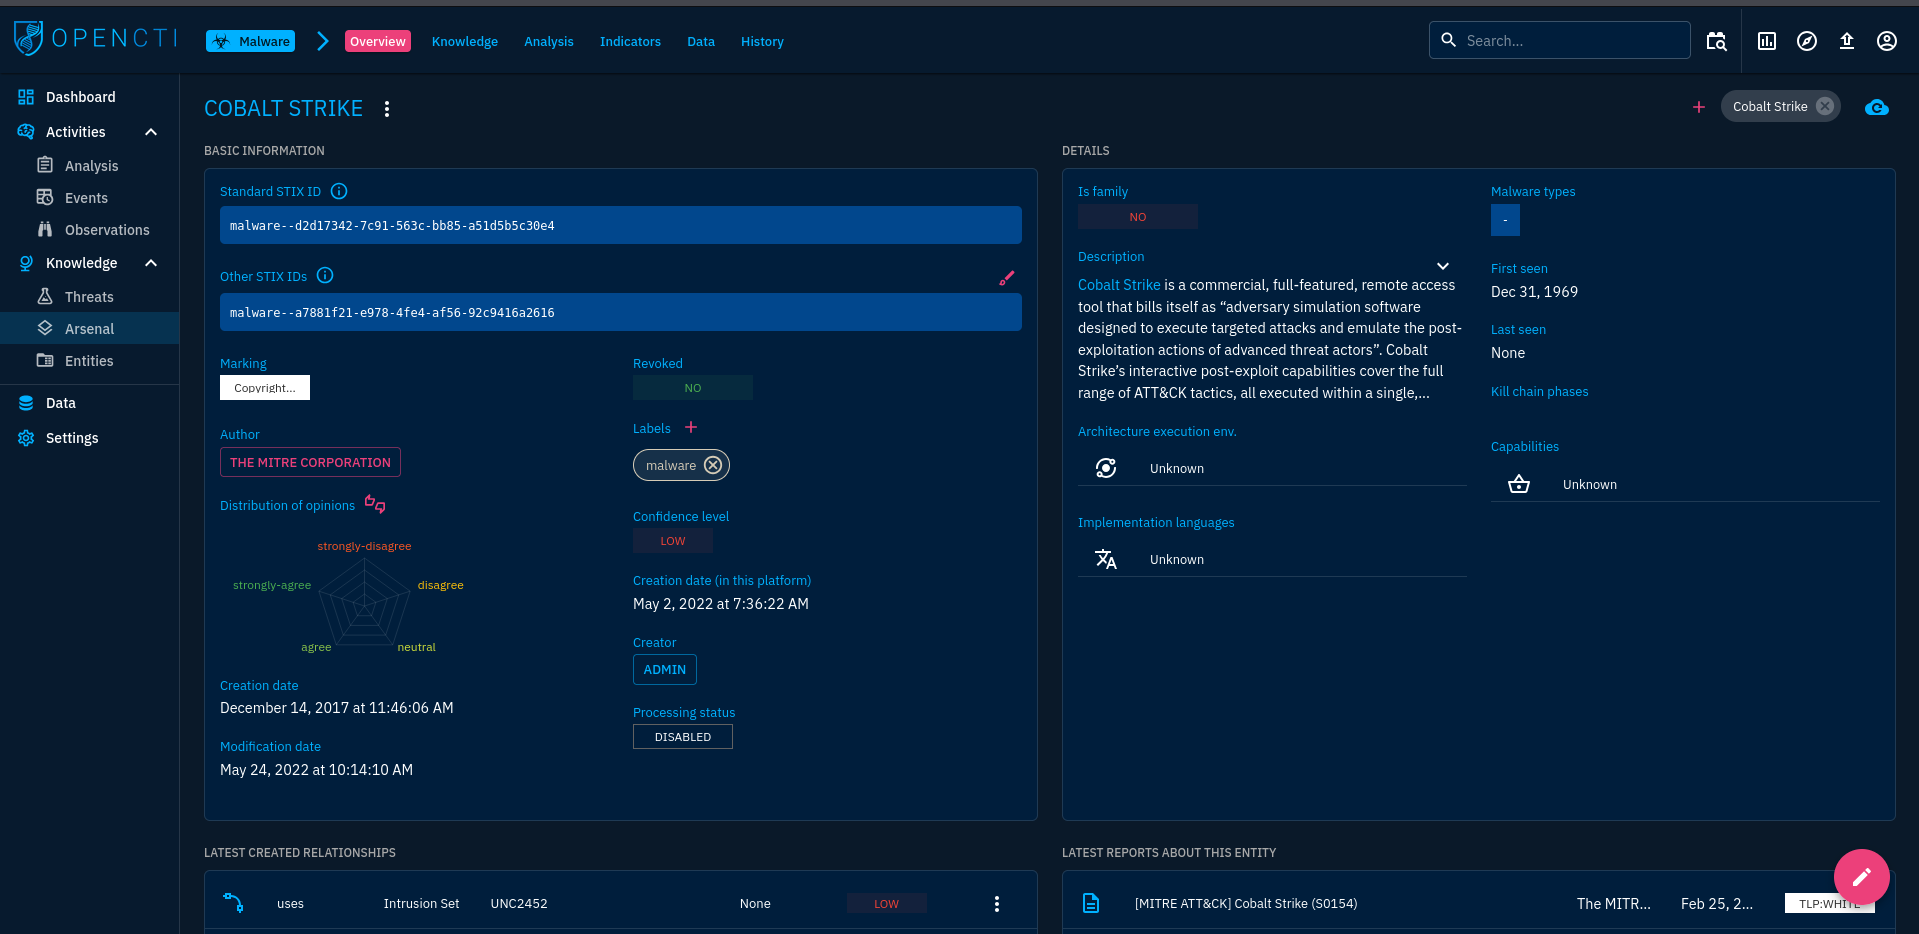 OPENCTI
Malware
Overview
Knowledge
Analysis
Indicators
Data
History
Search...
Dashboard
Activities
Analysis
Events
Observations
Knowledge
Threats
Arsenal
Entities
Data
Settings
COBALT STRIKE
Cobalt Strike
BASIC INFORMATION
Standard STIX ID
malware--d2d17342-7c91-563c-bb85-a51d5b5c30e4
Other STIX IDs
malware--a7881f21-e978-4fe4-af56-92c9416a2616
Marking
Copyright...
Author
THE MITRE CORPORATION
Distribution of opinions
strongly-disagree
strongly-agree
disagree
agree
neutral
Creation date
December 14, 2017 at 11:46:06 AM
Modification date
May 24, 2022 at 10:14:10 AM
Revoked
NO
Labels
malware
Confidence level
LOW
Creation date (in this platform)
May 2, 2022 at 7:36:22 AM
Creator
ADMIN
Processing status
DISABLED
DETAILS
Is family
NO
Description
Cobalt Strike is a commercial, full-featured, remote access
tool that bills itself as “adversary simulation software
designed to execute targeted attacks and emulate the post-
exploitation actions of advanced threat actors”. Cobalt
Strike’s interactive post-exploit capabilities cover the full
range of ATT&CK tactics, all executed within a single,...
Architecture execution env.
Unknown
Implementation languages
Unknown
Malware types
-
First seen
Dec 31, 1969
Last seen
None
Kill chain phases
Capabilities
Unknown
LATEST CREATED RELATIONSHIPS
uses Intrusion Set UNC2452 None LOW
LATEST REPORTS ABOUT THIS ENTITY
[MITRE ATT&CK] Cobalt Strike (S0154) The MITR... Feb 25, 2... TLP:WHITE